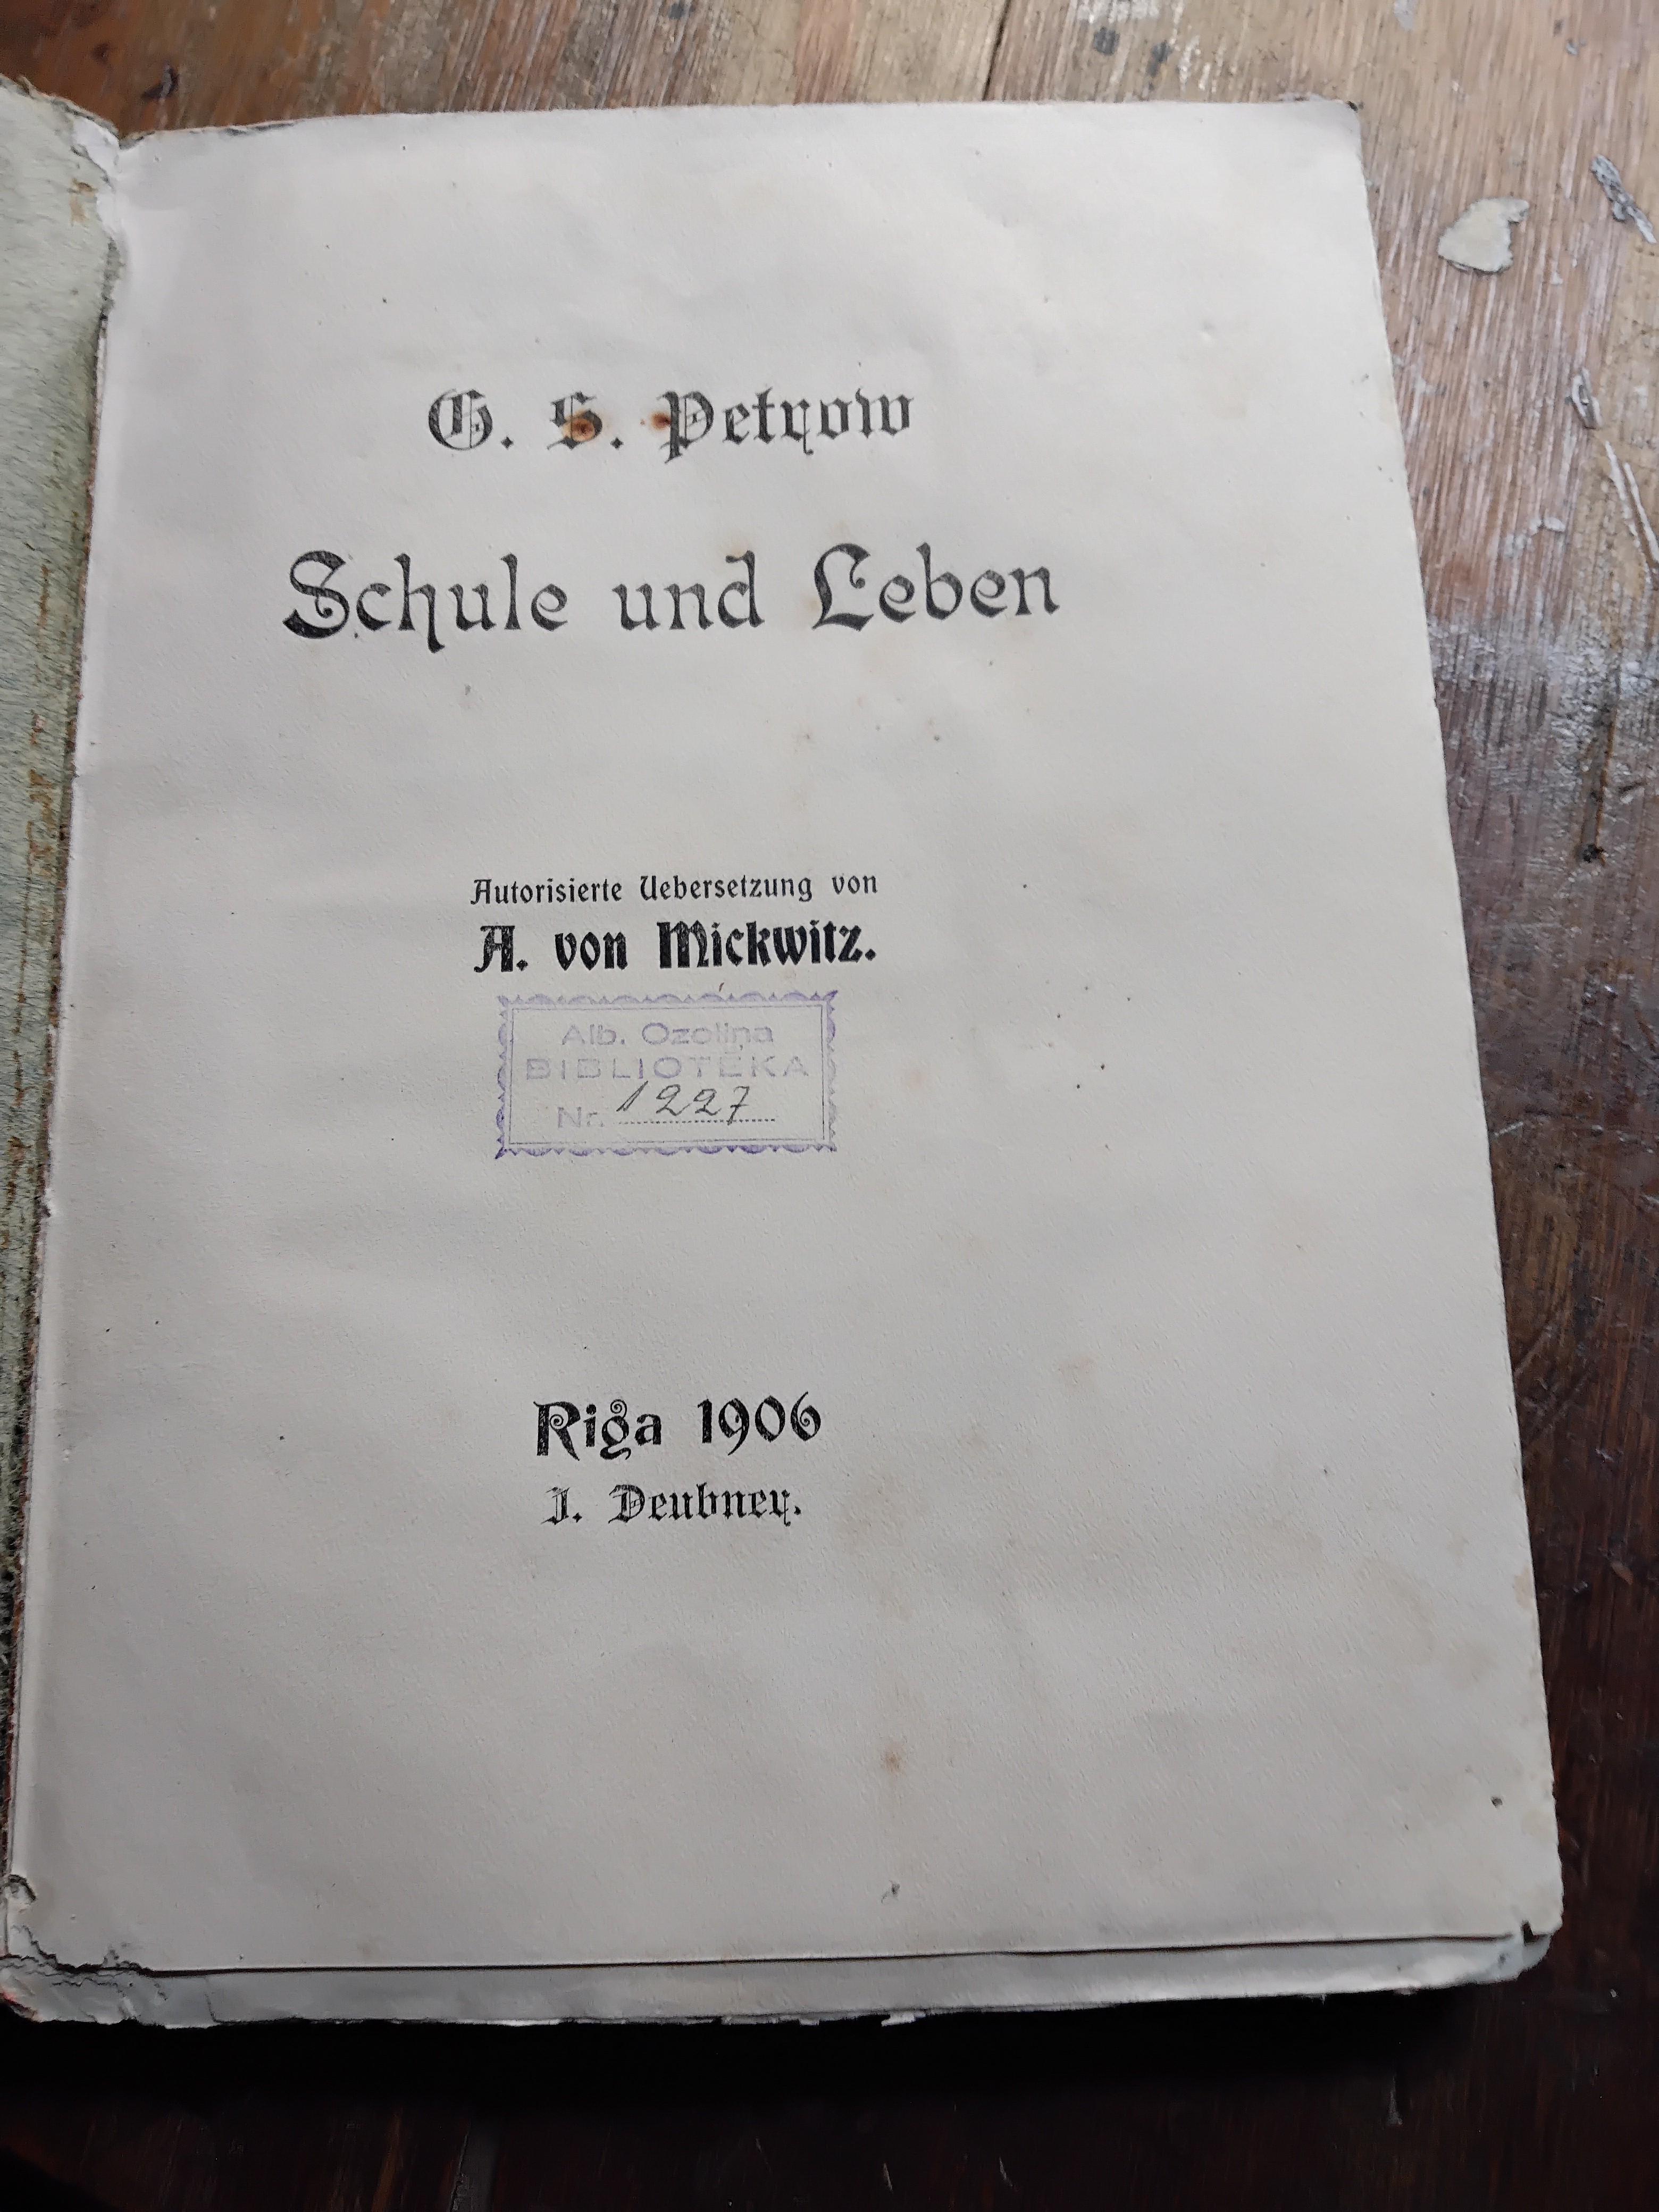 G. S. Petrow
Schule und Leben
Autorisierte Uebersetzung von
A. von Mickwitz.
Alb. Ozoliņa
BIBLIOTĒKA
Nr. 1227
Riga 1906
J. Deubner.